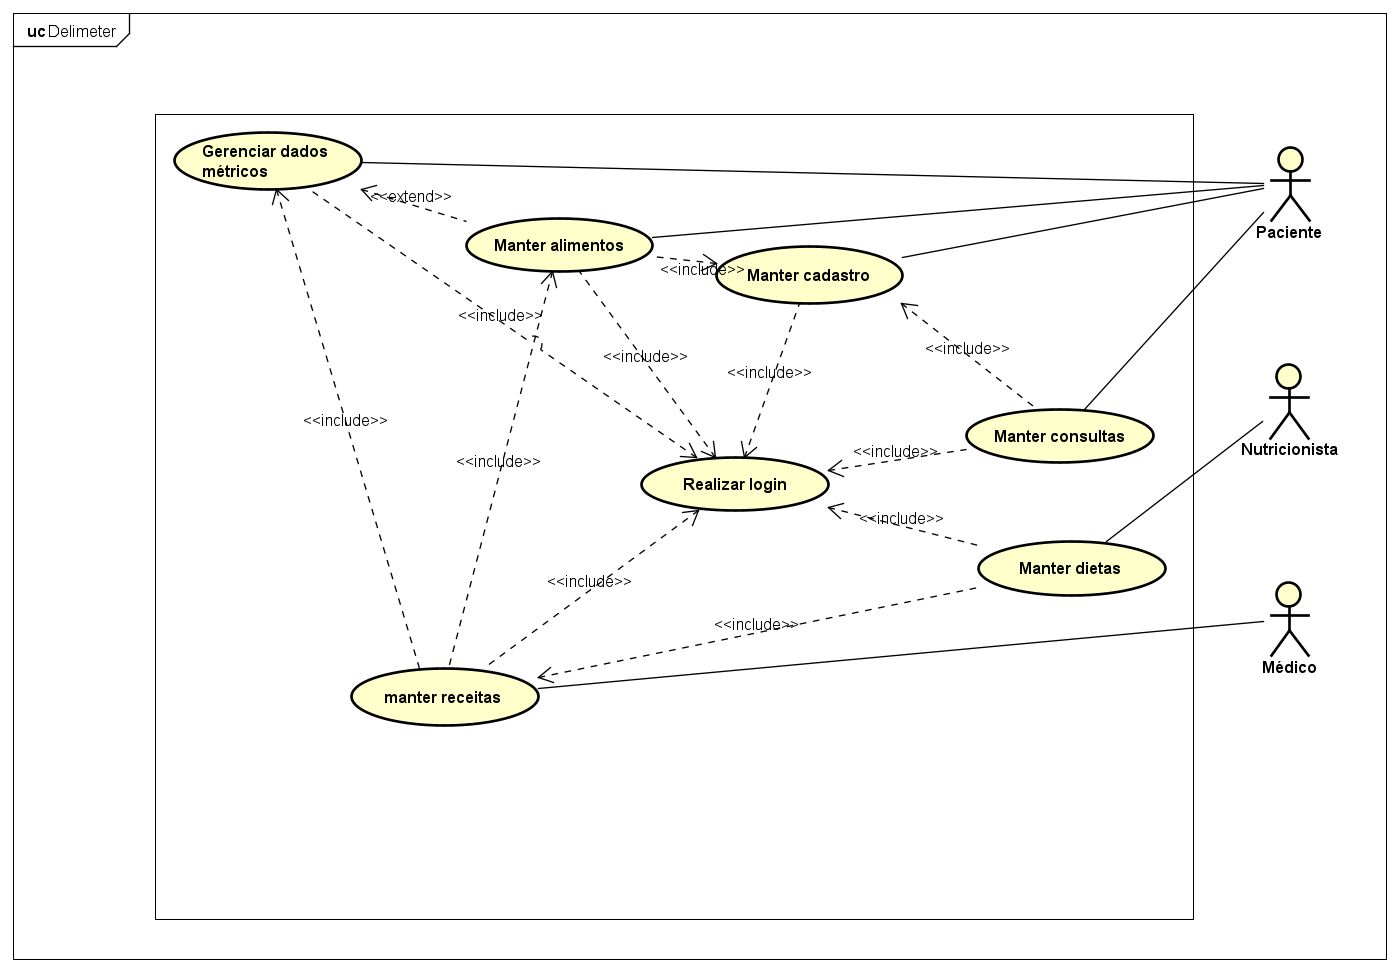 uc Delimeter
Gerenciar dados
métricos
<<extend>>
Paciente
Manter alimentos
<<include>>
Manter cadastro
<<include>>
<<include>>
<<include>>
<<include>>
<<include>>
Manter consultas
Nutricionista
<<include>>
<<include>>
Realizar login
<<include>>
Manter dietas
<<include>>
<<include>>
Médico
manter receitas